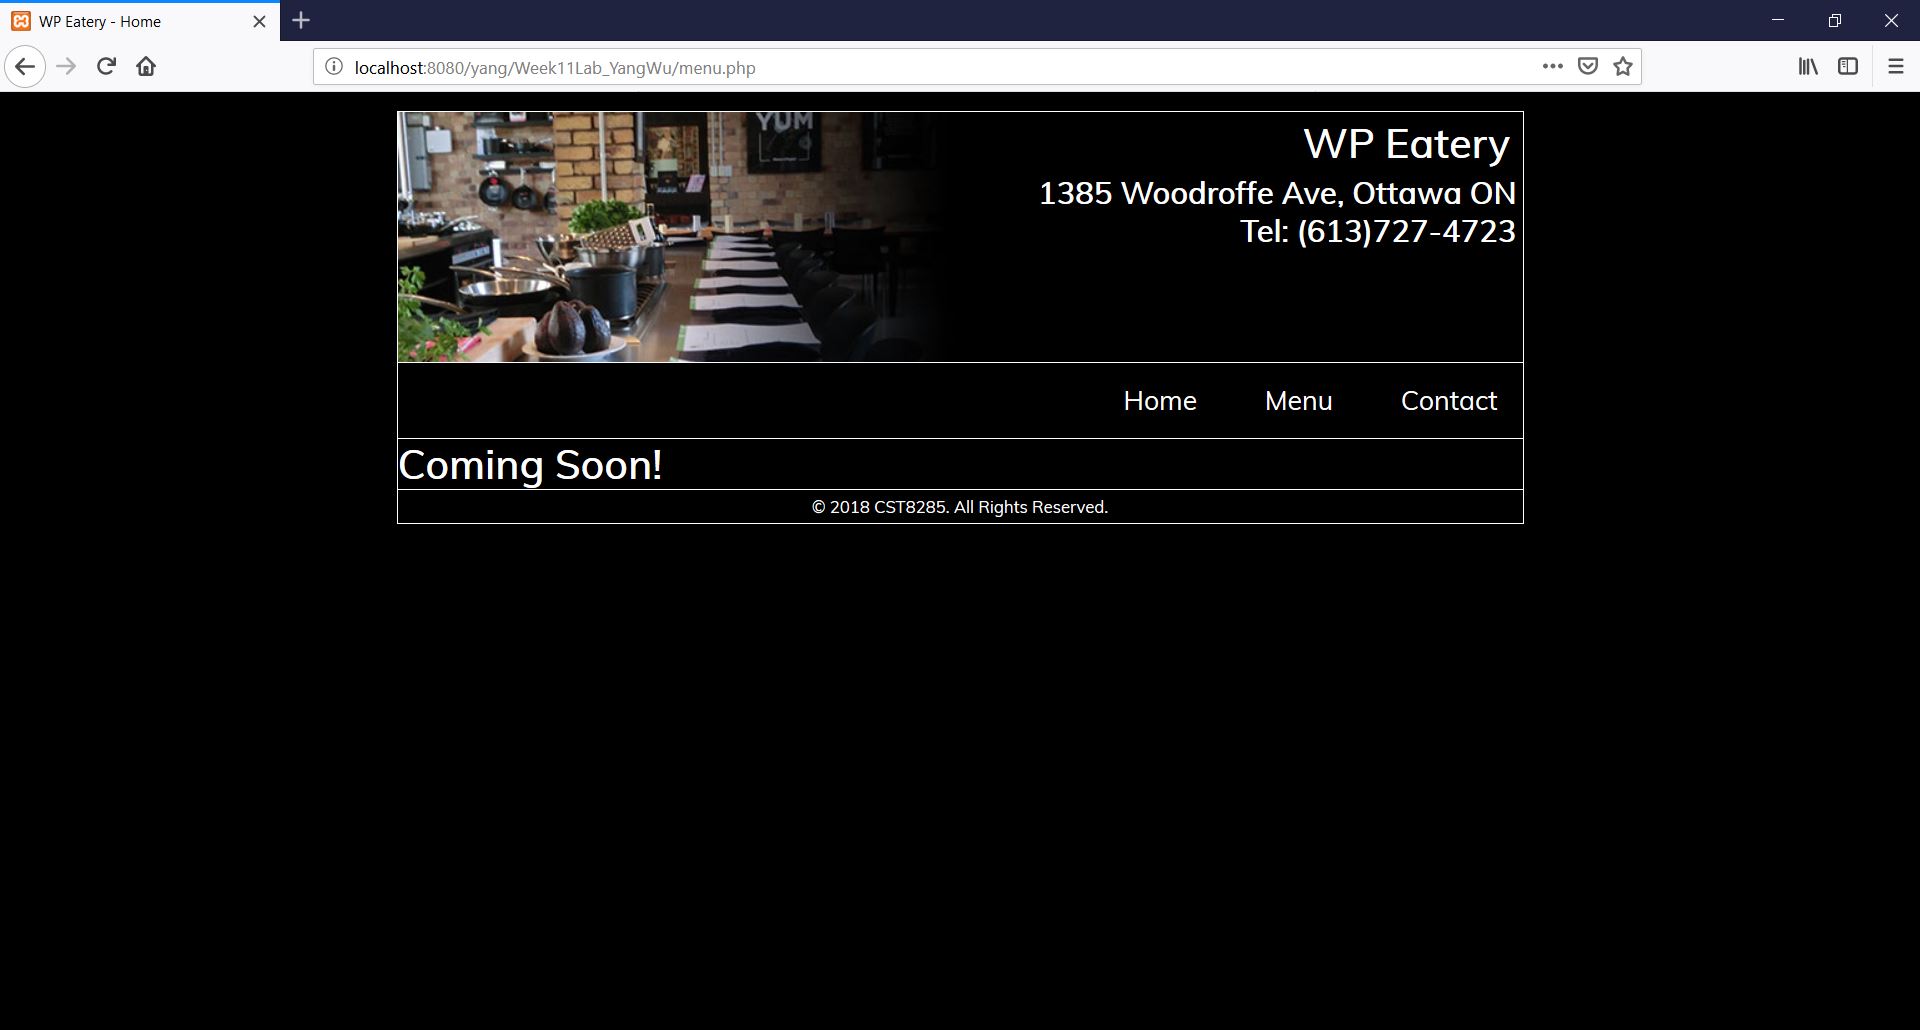 WP Eatery - Home
localhost:8080/yang/Week11Lab_YangWu/menu.php
YUM
WP Eatery
1385 Woodroffe Ave, Ottawa ON
Tel: (613)727-4723
Home Menu Contact
Coming Soon!
© 2018 CST8285. All Rights Reserved.